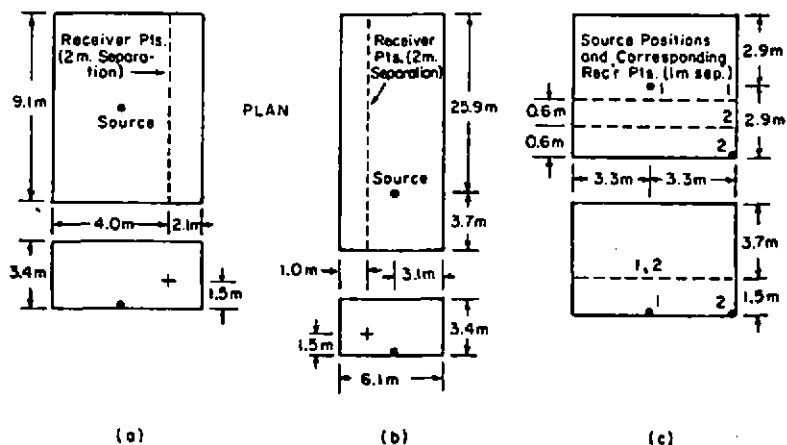 Receiver Pts.
(2m. Separa-
tion)
9.1m
Source
4.0m
2.1m
3.4m
1.5m
(a)
PLAN
Receiver
Pts. (2m.
Separation)
25.9m
Source
3.7m
1.0m
3.1m
3.4m
1.5m
6.1m
(b)
Source Positions
and Corresponding
Rec'r Pts. (1m sep.)
1
1
2
2
2.9m
2.9m
0.6m
0.6m
3.3m
3.3m
1,2
1
2
3.7m
1.5m
(c)